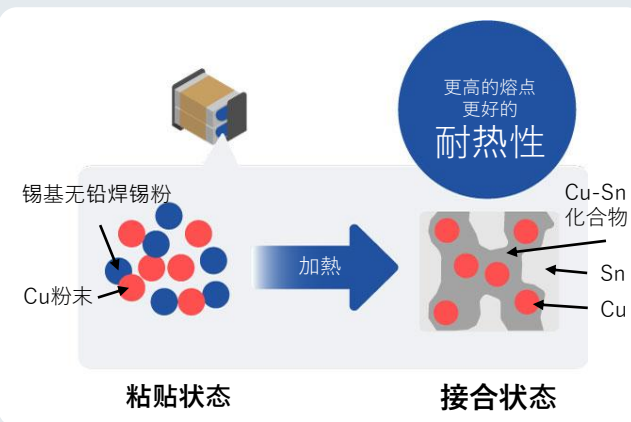 更高的熔点
更好的
耐热性
锡基无铅焊锡粉
Cu粉末
加熱
Cu-Sn
化合物
Sn
Cu
粘贴状态
接合状态